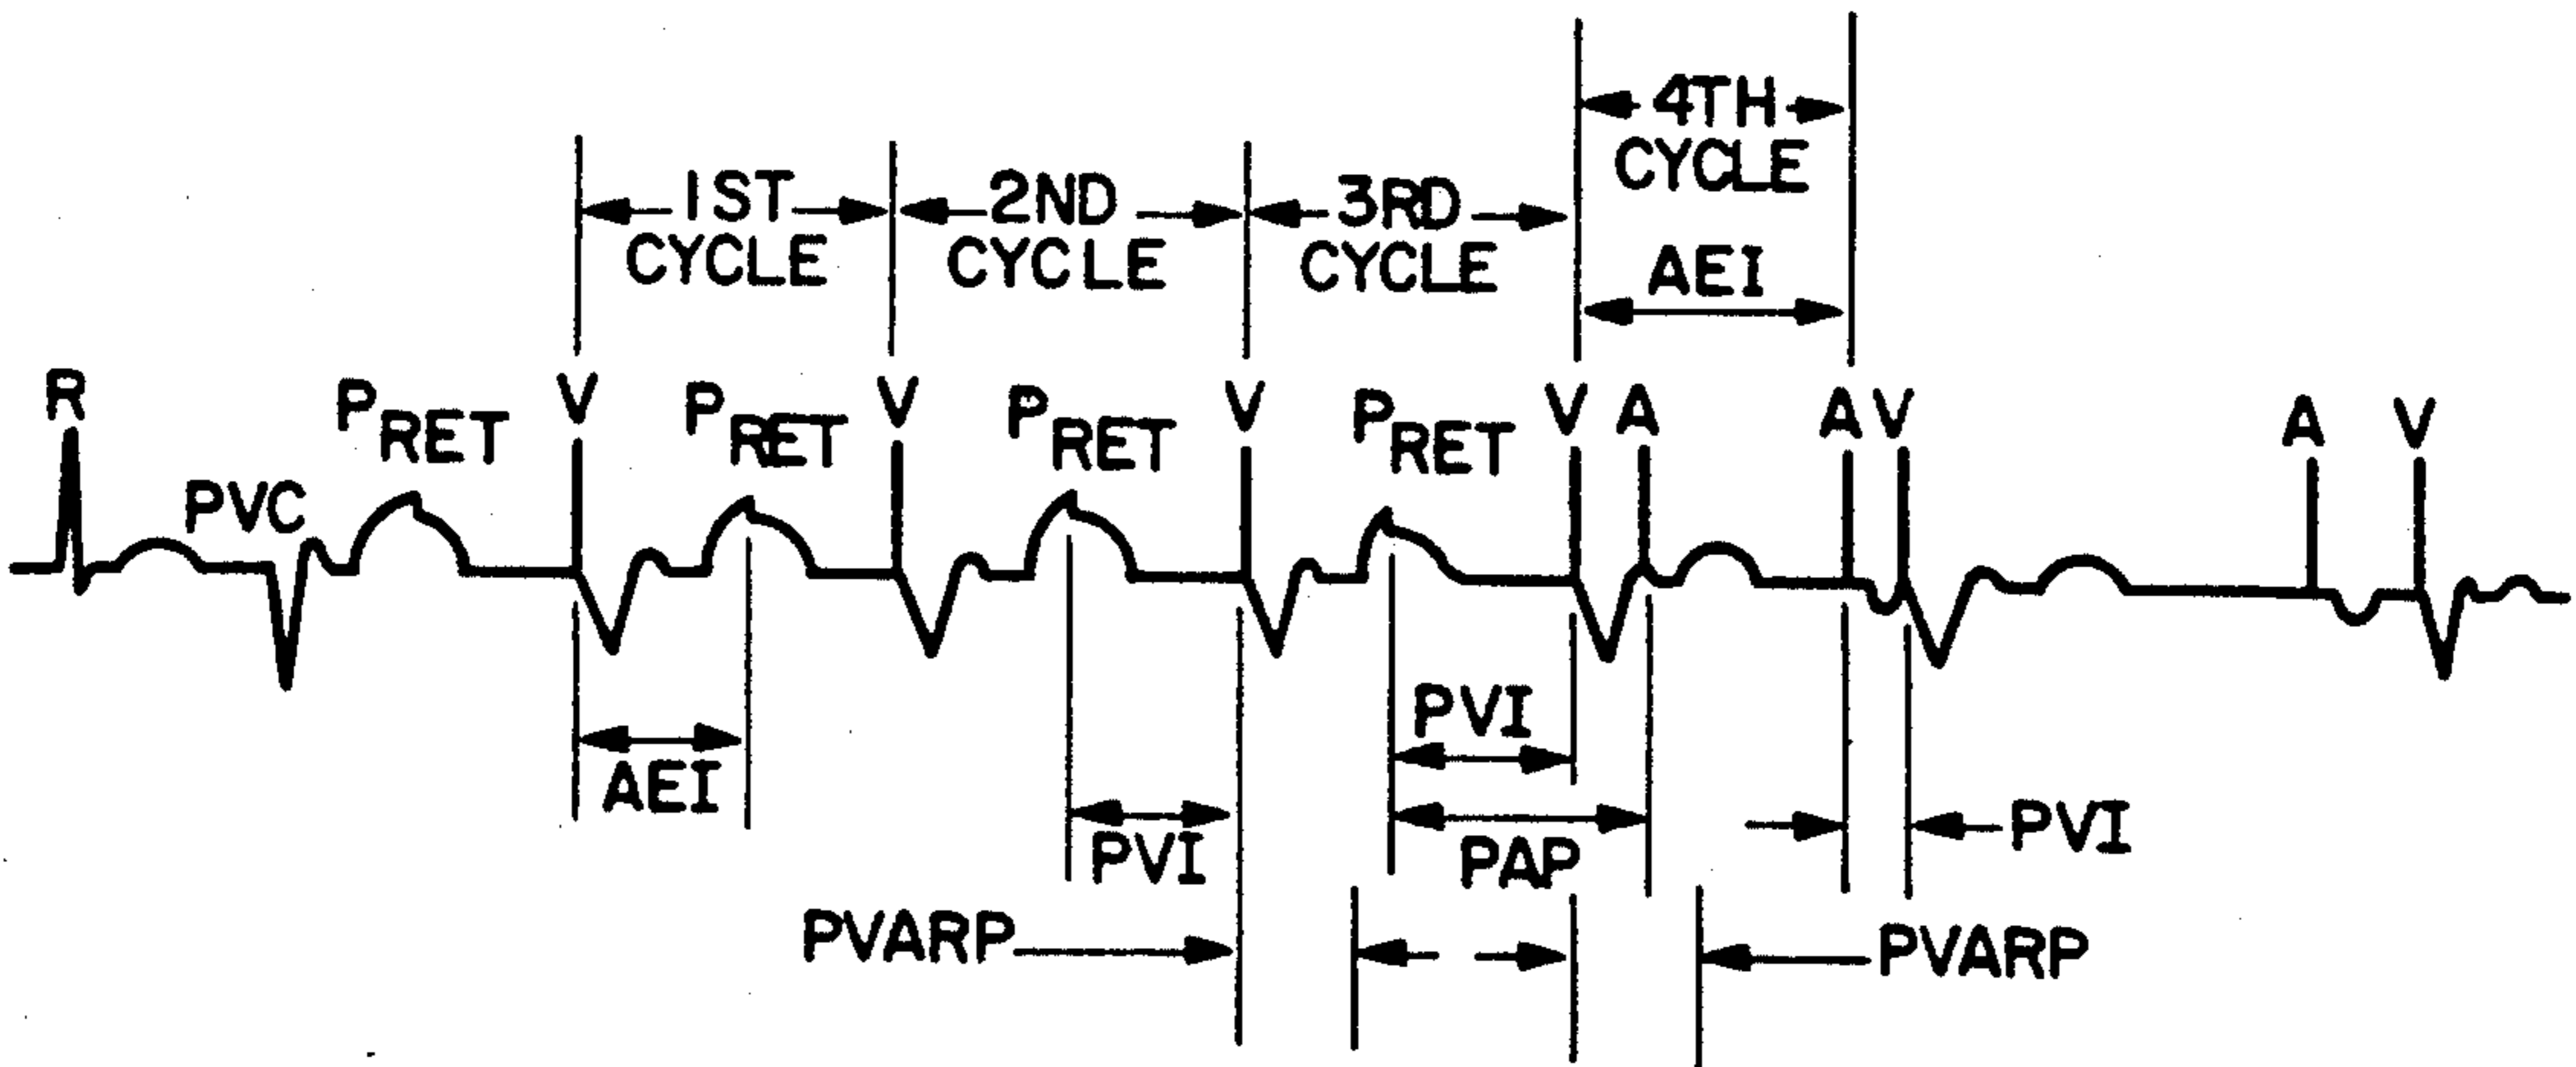 4TH
CYCLE
1ST
CYCLE
2ND
CYCLE
3RD
CYCLE
AEI
R
PRET
V
PRET
V
PRET
V
PRET
V
A
A
V
A
V
PVC
PVI
AEI
PVI
PAP
PVI
PVARP
PVARP